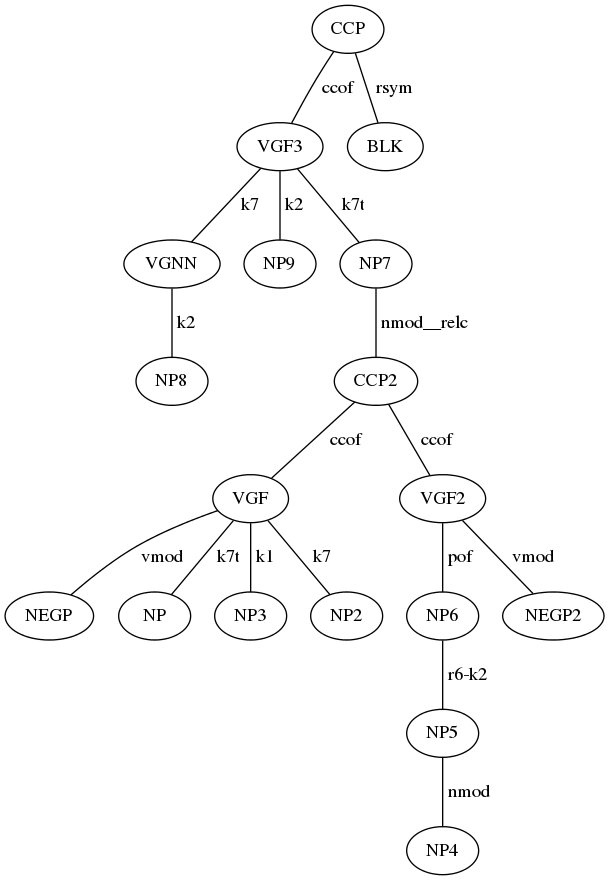 CCP
ccof rsym
VGF3 BLK
k7 k2 k7t
VGNN NP9 NP7
k2 nmod__relc
NP8 CCP2
ccof ccof
VGF VGF2
vmod k7t k1 k7 pof vmod
NEGP NP NP3 NP2 NP6 NEGP2
r6-k2
NP5
nmod
NP4